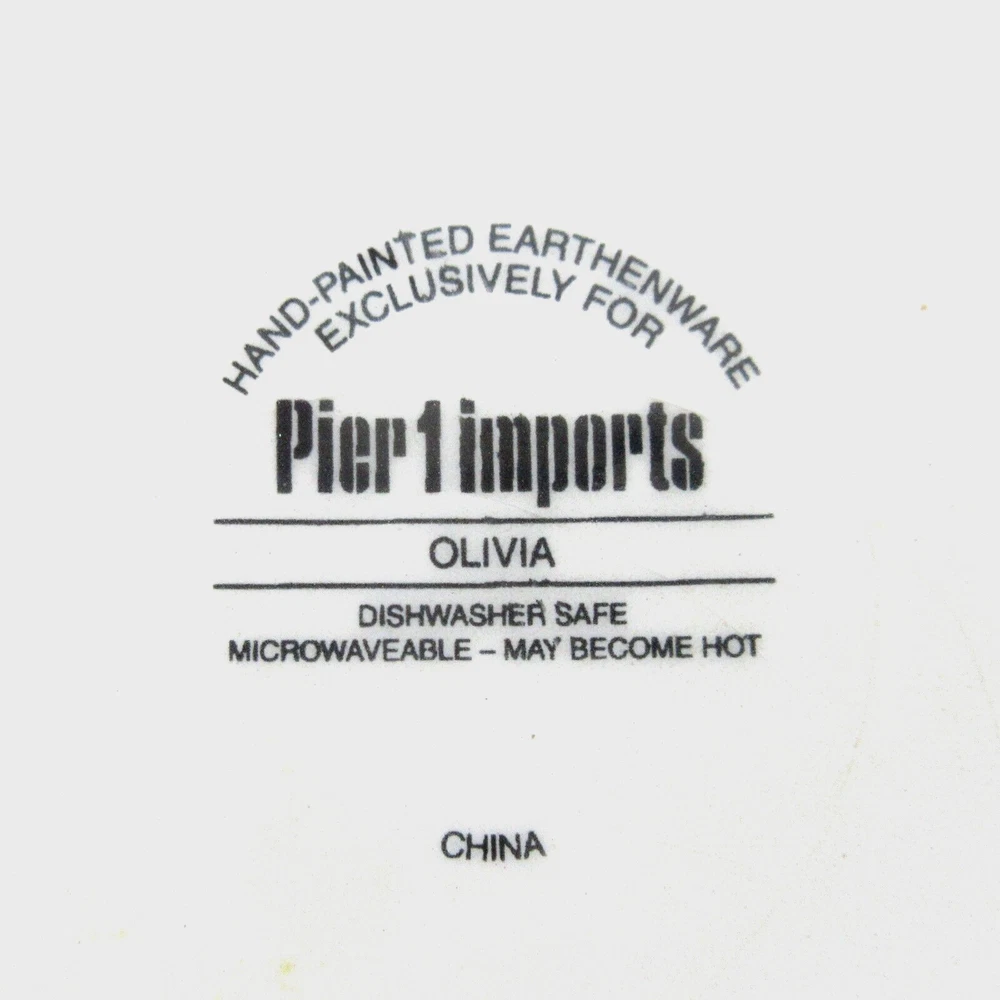 HAND-PAINTED EARTHENWARE
EXCLUSIVELY FOR
Pier 1 imports
OLIVIA
DISHWASHER SAFE
MICROWAVEABLE – MAY BECOME HOT
CHINA